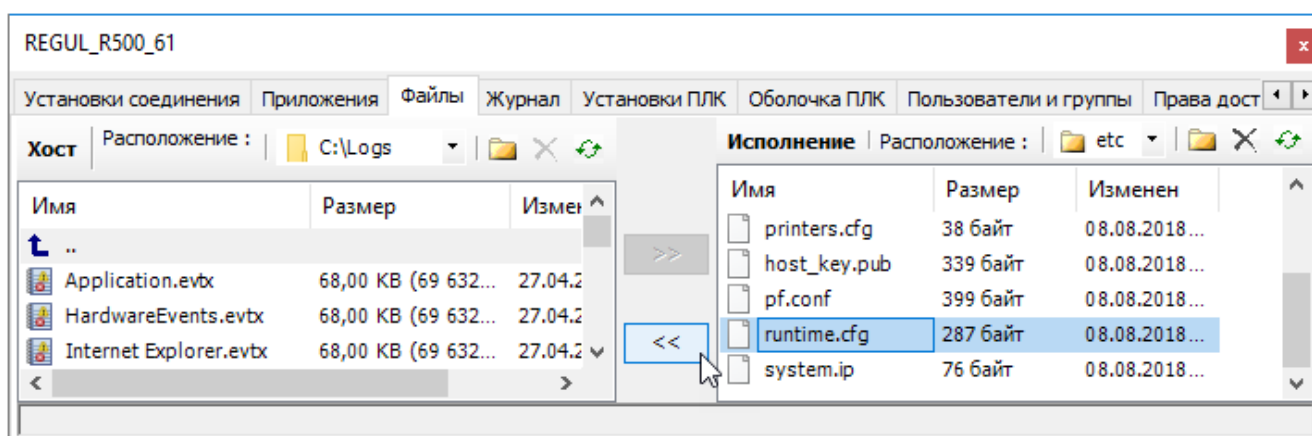 REGUL_R500_61
x
Установки соединения Приложения Файлы Журнал Установки ПЛК Оболочка ПЛК Пользователи и группы Права дост
Хост Расположение : C:\Logs
Исполнение Расположение : etc
Имя Размер Измен
..
Application.evtx 68,00 KB (69 632... 27.04.2
HardwareEvents.evtx 68,00 KB (69 632... 27.04.2
Internet Explorer.evtx 68,00 KB (69 632... 27.04.2
>>
<<
Имя Размер Изменен
printers.cfg 38 байт 08.08.2018...
host_key.pub 339 байт 08.08.2018...
pf.conf 399 байт 08.08.2018...
runtime.cfg 287 байт 08.08.2018...
system.ip 76 байт 08.08.2018...